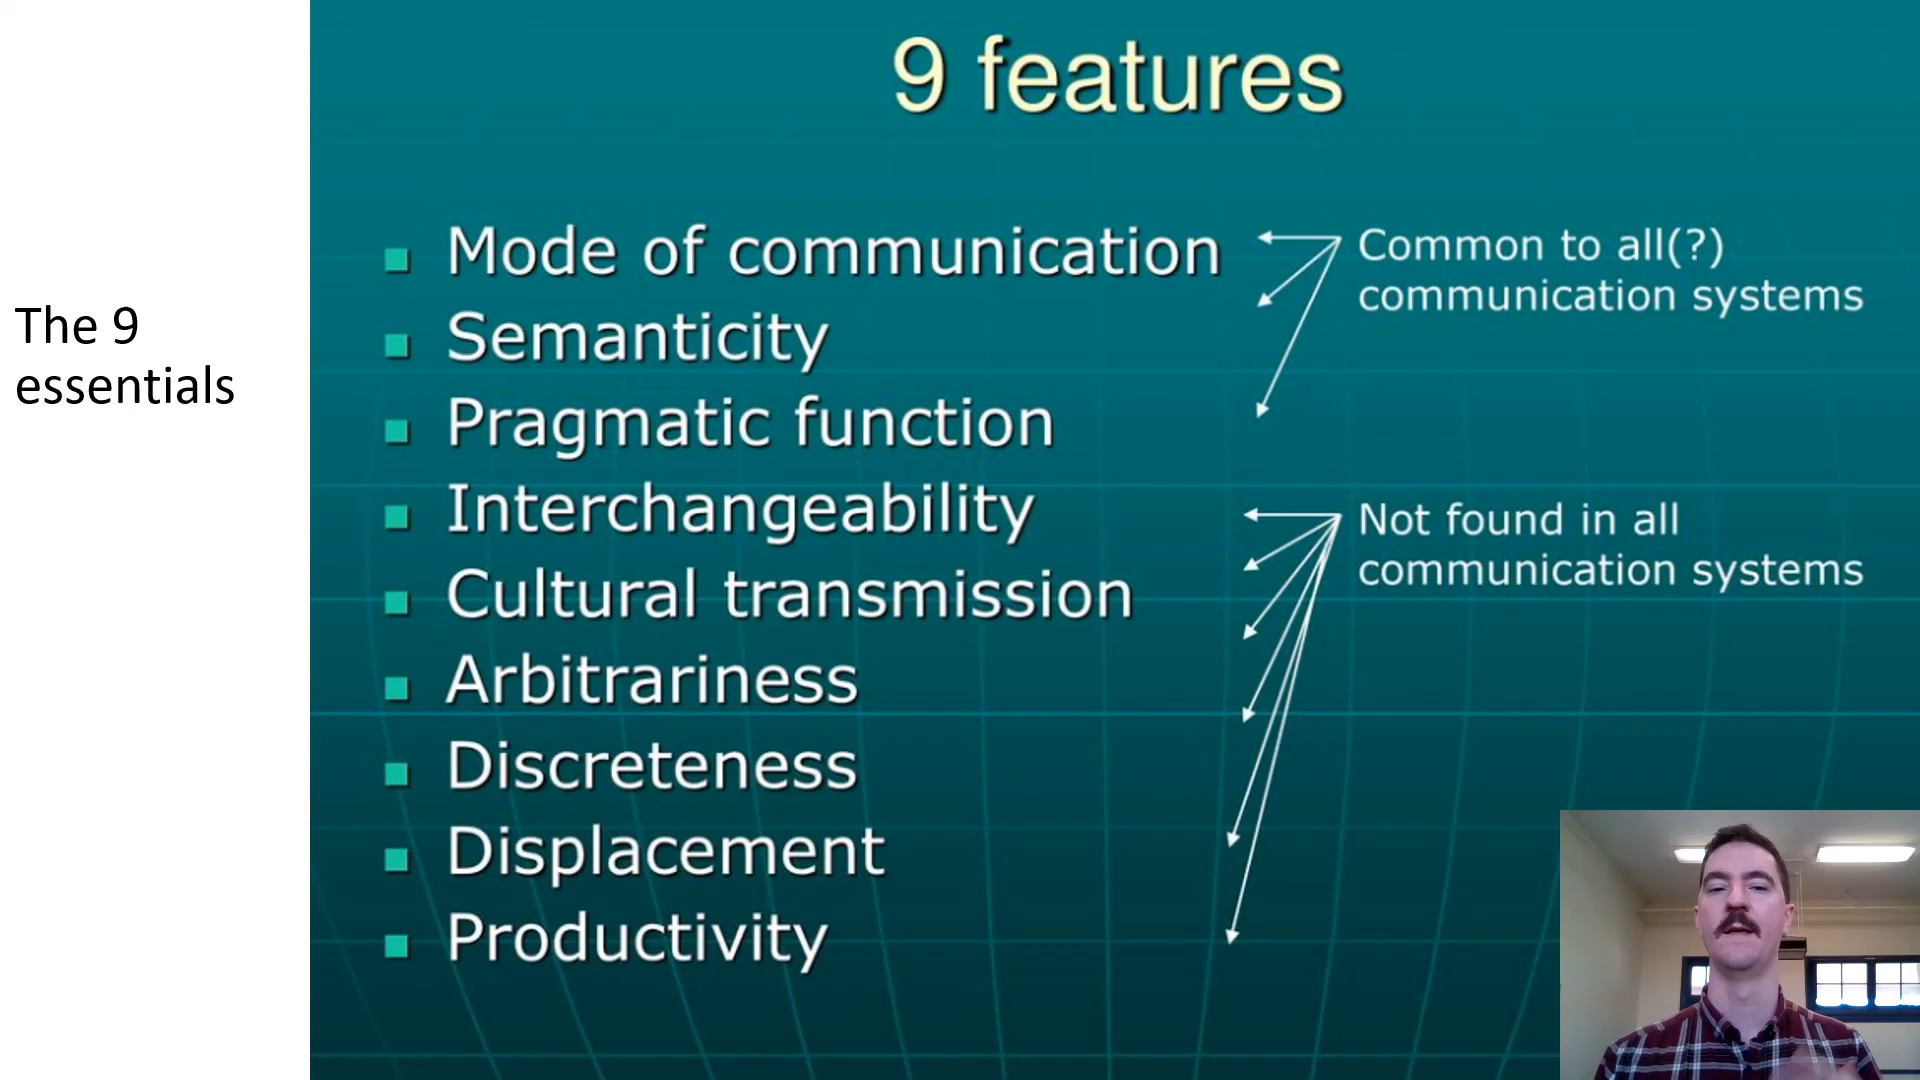 The 9
essentials
9 features
Mode of communication
Semanticity
Pragmatic function
Interchangeability
Cultural transmission
Arbitrariness
Discreteness
Displacement
Productivity
Common to all(?)
communication systems
Not found in all
communication systems